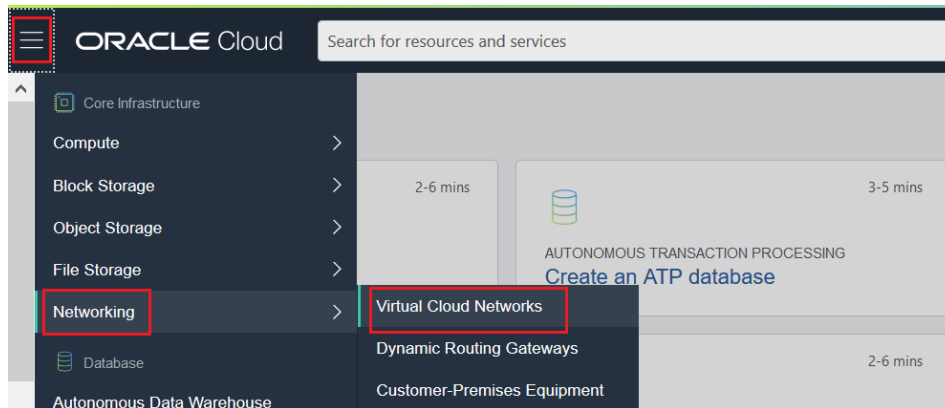 ORACLE Cloud
Search for resources and services
Core Infrastructure
Compute
Block Storage
Object Storage
File Storage
Networking
Database
Autonomous Data Warehouse
Virtual Cloud Networks
Dynamic Routing Gateways
Customer-Premises Equipment
2-6 mins
3-5 mins
AUTONOMOUS TRANSACTION PROCESSING
Create an ATP database
2-6 mins